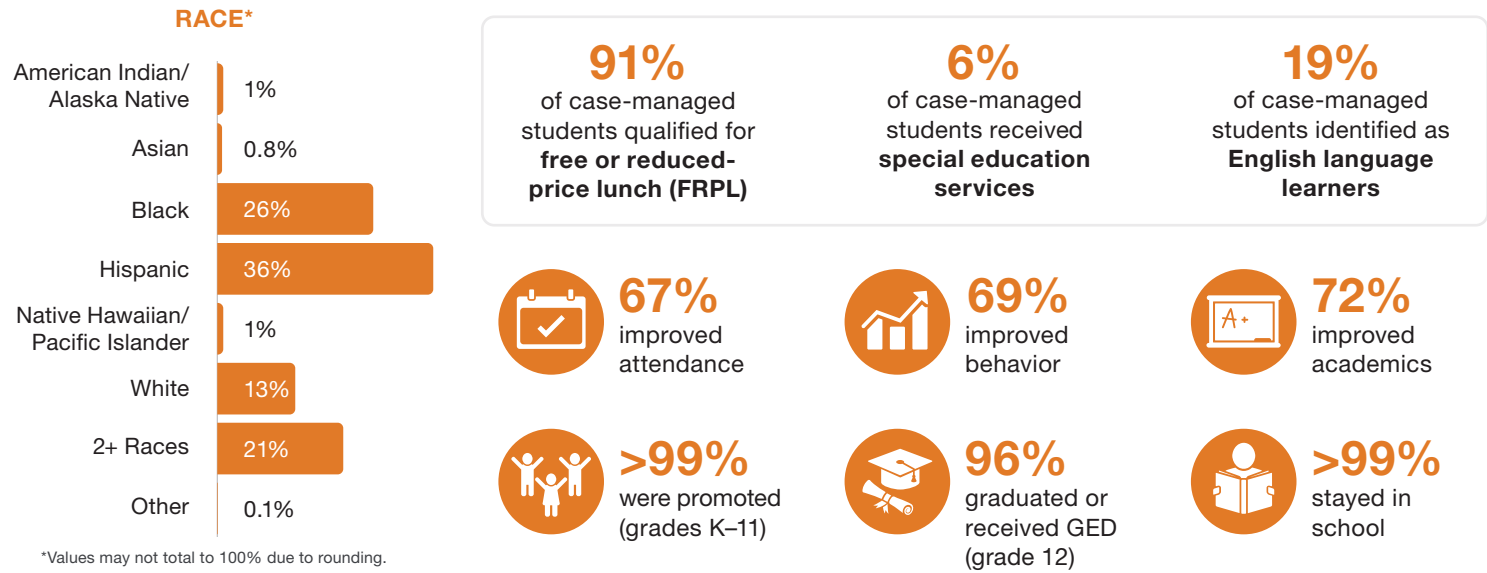 RACE*
American Indian/
Alaska Native
1%
Asian
0.8%
Black
26%
Hispanic
36%
Native Hawaiian/
Pacific Islander
1%
White
13%
2+ Races
21%
Other
0.1%
*Values may not total to 100% due to rounding.
91%
of case-managed
students qualified for
free or reduced-
price lunch (FRPL)
6%
of case-managed
students received
special education
services
19%
of case-managed
students identified as
English language
learners
67%
improved
attendance
69%
improved
behavior
A+
72%
improved
academics
>99%
were promoted
(grades K–11)
96%
graduated or
received GED
(grade 12)
>99%
stayed in
school